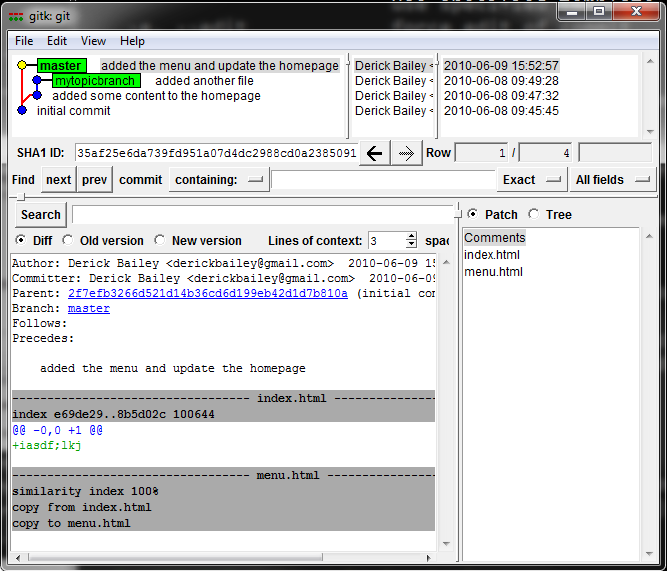 gitk: git
File Edit View Help
master added the menu and update the homepage Derick Bailey < 2010-06-09 15:52:57
mytopicbranch added another file Derick Bailey < 2010-06-08 09:49:28
added some content to the homepage Derick Bailey < 2010-06-08 09:47:32
initial commit Derick Bailey < 2010-06-08 09:45:45
SHA1 ID: 35af25e6da739fd951a07d4dc2988cd0a2385091 Row 1 / 4
Find next prev commit containing: Exact All fields
Search
Patch Tree
Diff Old version New version Lines of context: 3 spac
Comments
index.html
menu.html
Author: Derick Bailey <derickbailey@gmail.com> 2010-06-09 15
Committer: Derick Bailey <derickbailey@gmail.com> 2010-06-09
Parent: 2f7efb3266d521d14b36cd6d199eb42d1d7b810a (initial com
Branch: master
Follows:
Precedes:
added the menu and update the homepage
---------------------------------- index.html ---------------
index e69de29..8b5d02c 100644
@@ -0,0 +1 @@
+iasdf;lkj
---------------------------------- menu.html ----------------
similarity index 100%
copy from index.html
copy to menu.html